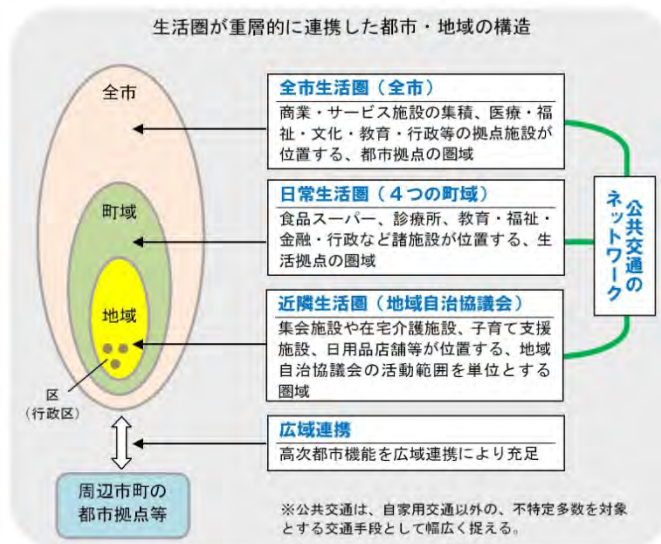 生活圏が重層的に連携した都市・地域の構造
全市
町域
地域
区
(行政区)
周辺市町の
都市拠点等
全市生活圏（全市）
商業・サービス施設の集積、医療・福
祉・文化・教育・行政等の拠点施設が
位置する、都市拠点の圏域
日常生活圏（４つの町域）
食品スーパー、診療所、教育・福祉・
金融・行政など諸施設が位置する、生
活拠点の圏域
近隣生活圏（地域自治協議会）
集会施設や在宅介護施設、子育て支援
施設、日用品店舗等が位置する、地域
自治協議会の活動範囲を単位とする
圏域
広域連携
高次都市機能を広域連携により充足
公共交通の
ネットワーク
※公共交通は、自家用交通以外の、不特定多数を対象
とする交通手段として幅広く捉える。